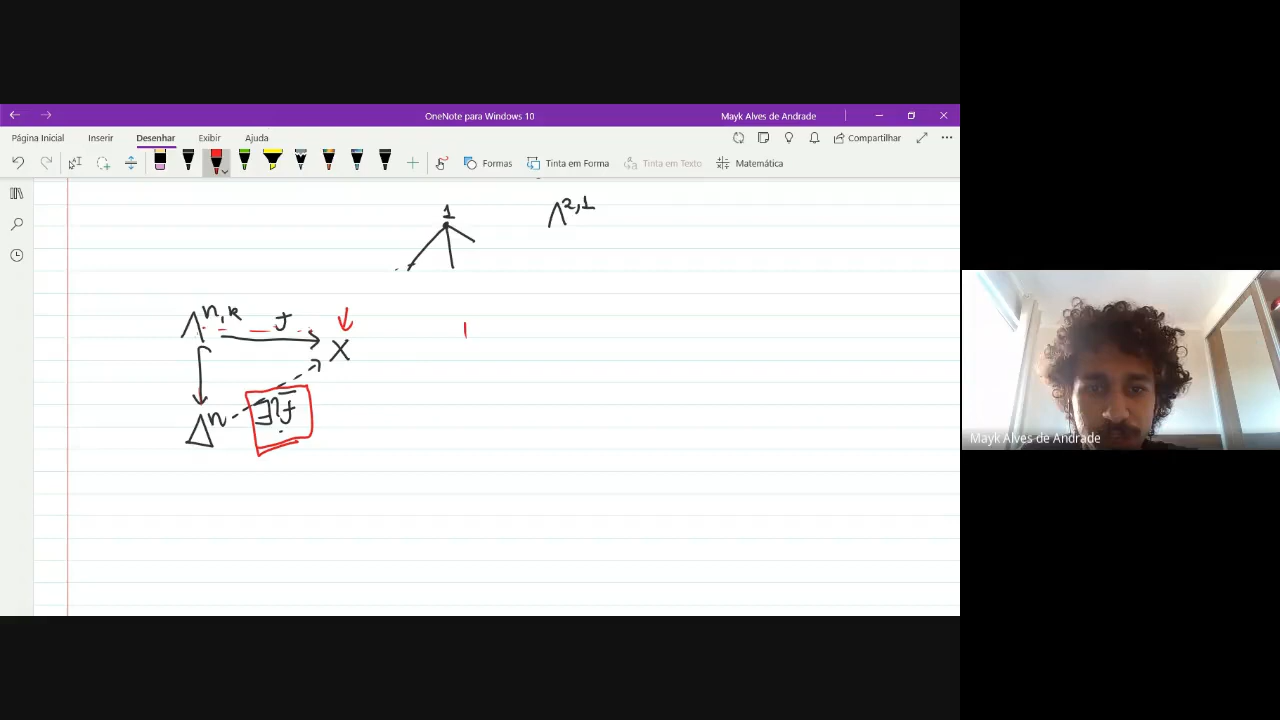 OneNote para Windows 10
Mayk Alves de Andrade
Página Inicial Inserir Desenhar Exibir Ajuda
Compartilhar
Formas Tinta em Forma Tinta em Texto Matemática
1
Λ^2,1
Λ^n,k f X
Δ^n ∃? f̄
Mayk Alves de Andrade